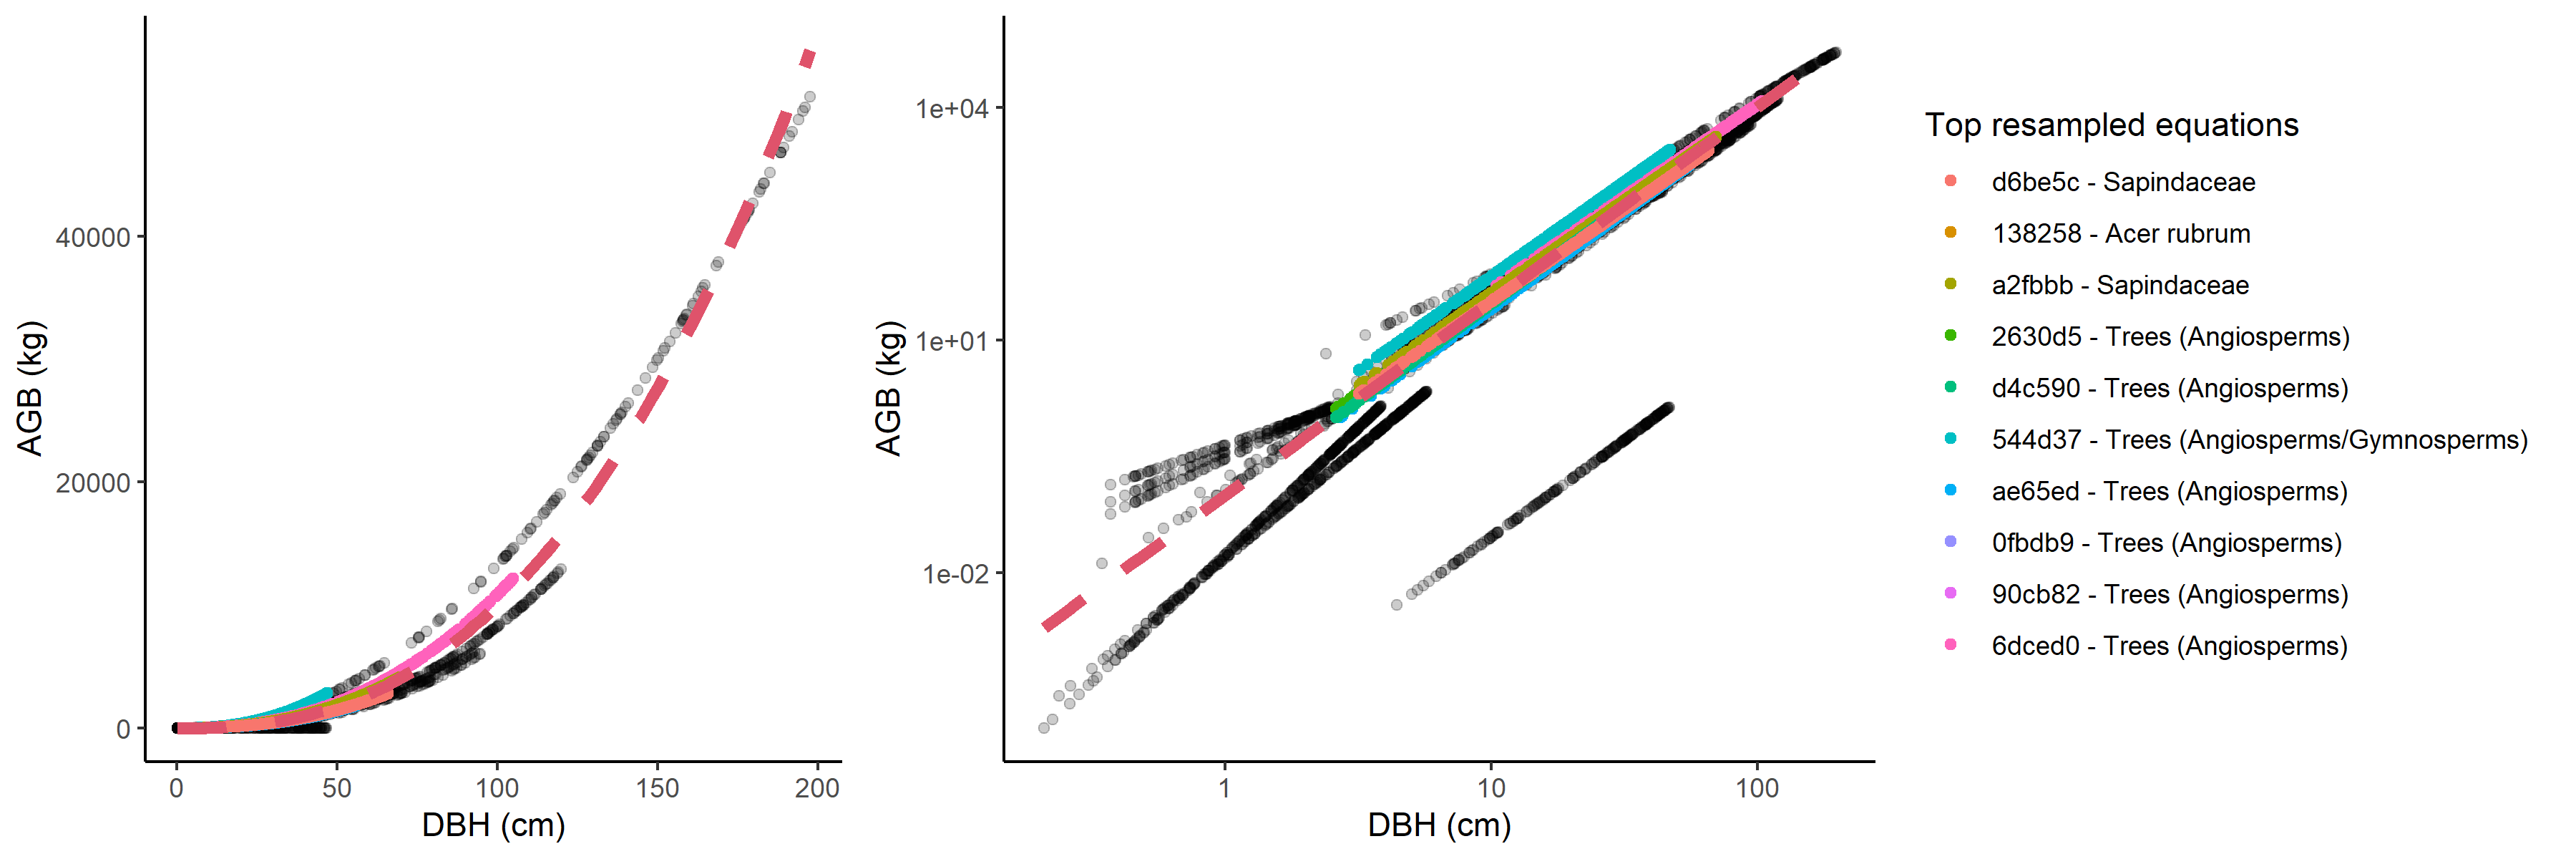 40000
20000
0
0
50
100
150
200
DBH (cm)
AGB (kg)
1e+04
1e+01
1e-02
1
10
100
DBH (cm)
AGB (kg)
Top resampled equations
d6be5c - Sapindaceae
138258 - Acer rubrum
a2fbbb - Sapindaceae
2630d5 - Trees (Angiosperms)
d4c590 - Trees (Angiosperms)
544d37 - Trees (Angiosperms/Gymnosperms)
ae65ed - Trees (Angiosperms)
0fbdb9 - Trees (Angiosperms)
90cb82 - Trees (Angiosperms)
6dced0 - Trees (Angiosperms)